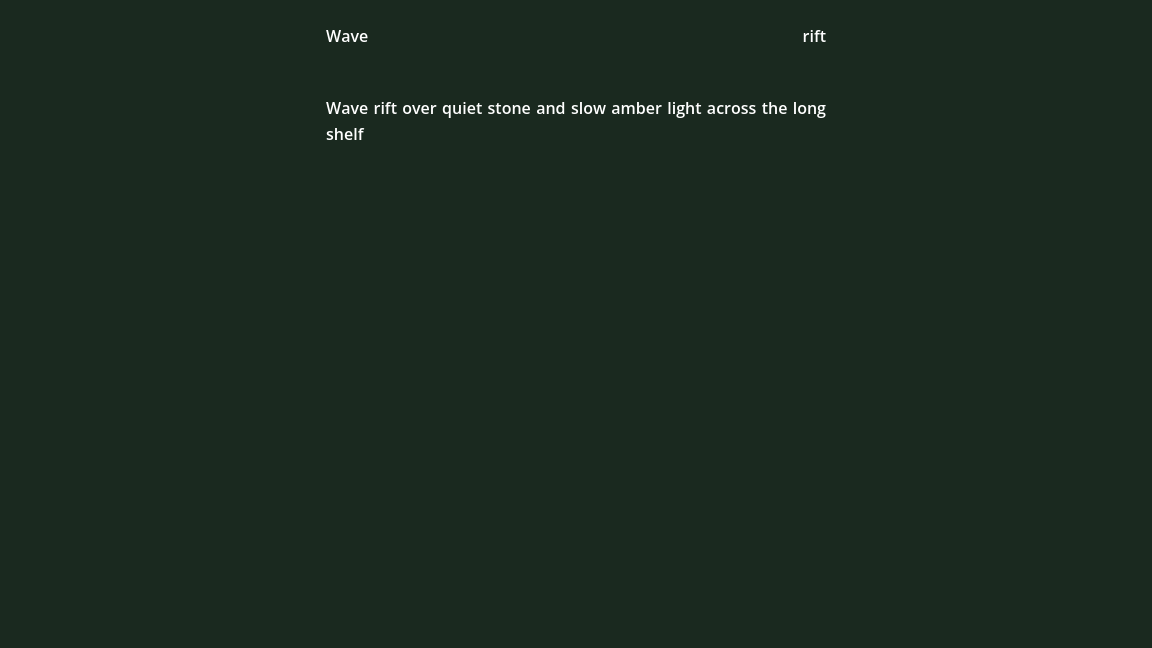 Wave rift
Wave rift over quiet stone and slow amber light across the long
shelf